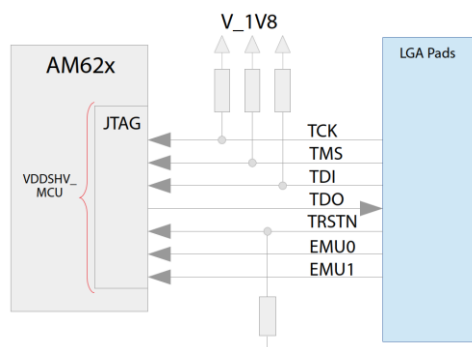 V_1V8
AM62x
LGA Pads
JTAG
TCK
TMS
VDDSHV_
MCU
TDI
TDO
TRSTN
EMU0
EMU1